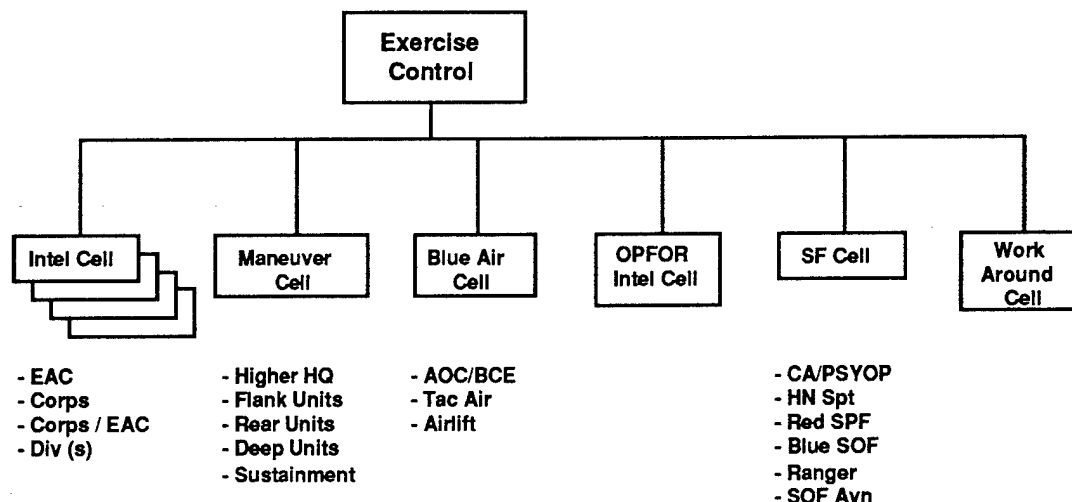 Exercise
Control
Intel Cell
Maneuver
Cell
Blue Air
Cell
OPFOR
Intel Cell
SF Cell
Work
Around
Cell
- EAC
- Corps
- Corps / EAC
- Div (s)
- Higher HQ
- Flank Units
- Rear Units
- Deep Units
- Sustainment
- AOC/BCE
- Tac Air
- Airlift
- CA/PSYOP
- HN Spt
- Red SPF
- Blue SOF
- Ranger
- SOF Avn